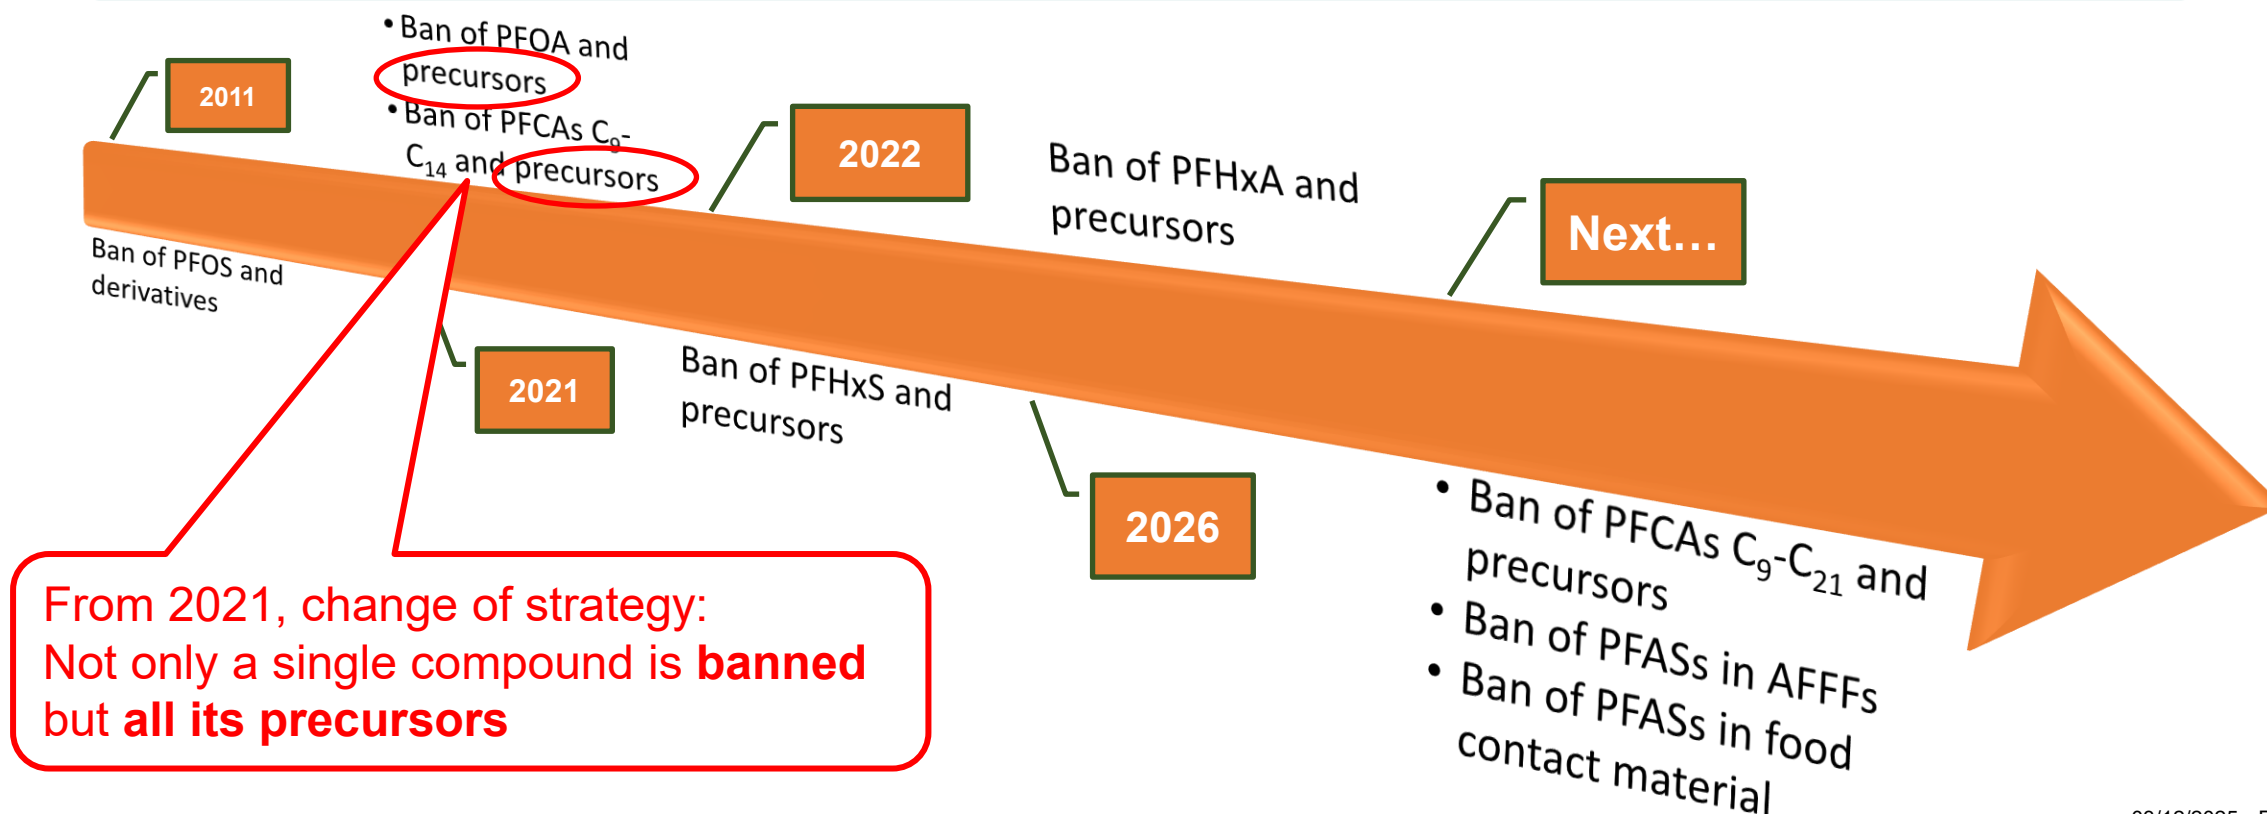 • Ban of PFOA and
precursors
• Ban of PFCAs C₉-
C₁₄ and precursors
2011
2022
Ban of PFHxA and
precursors
Next...
Ban of PFOS and
derivatives
2021
Ban of PFHxS and
precursors
2026
• Ban of PFCAs C₉-C₂₁ and
precursors
• Ban of PFASs in AFFFs
• Ban of PFASs in food
contact material
From 2021, change of strategy:
Not only a single compound is banned
but all its precursors